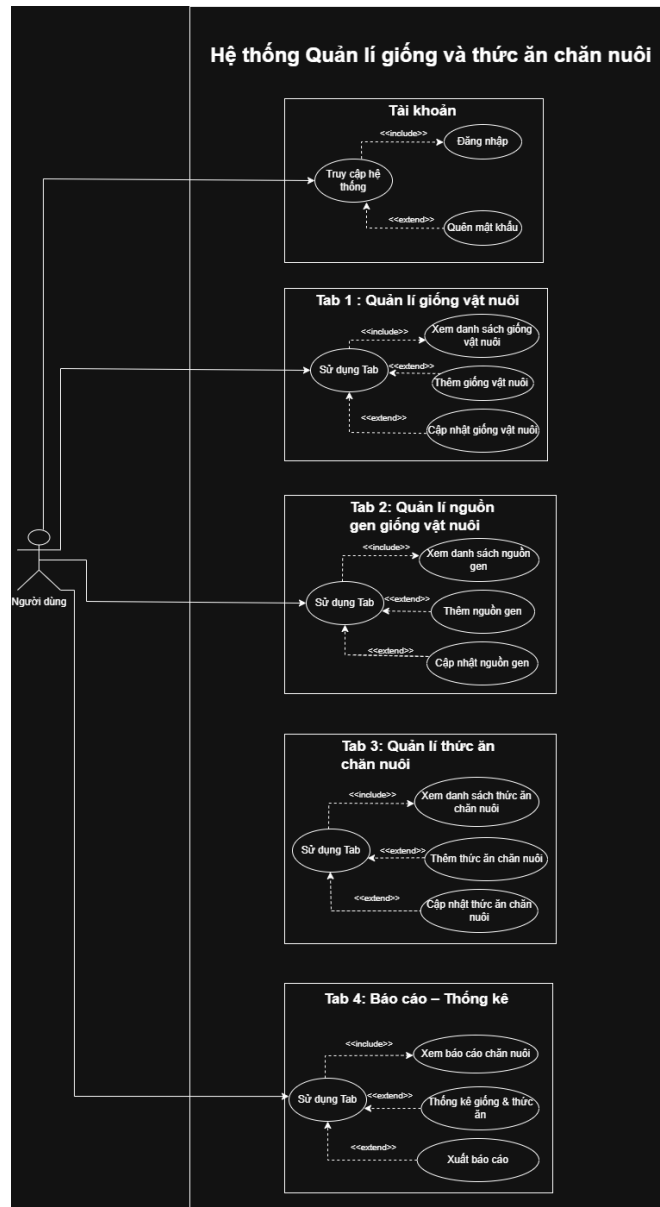 Hệ thống Quản lí giống và thức ăn chăn nuôi
Tài khoản
<<include>>
Đăng nhập
Truy cập hệ
thống
<<extend>>
Quên mật khẩu
Tab 1 : Quản lí giống vật nuôi
<<include>>
Xem danh sách giống
vật nuôi
Sử dụng Tab
<<extend>>
Thêm giống vật nuôi
<<extend>>
Cập nhật giống vật nuôi
Tab 2: Quản lí nguồn
gen giống vật nuôi
<<include>>
Xem danh sách nguồn
gen
Người dùng
Sử dụng Tab
<<extend>>
Thêm nguồn gen
<<extend>>
Cập nhật nguồn gen
Tab 3: Quản lí thức ăn
chăn nuôi
<<include>>
Xem danh sách thức ăn
chăn nuôi
Sử dụng Tab
<<extend>>
Thêm thức ăn chăn nuôi
<<extend>>
Cập nhật thức ăn chăn
nuôi
Tab 4: Báo cáo – Thống kê
<<include>>
Xem báo cáo chăn nuôi
Sử dụng Tab
<<extend>>
Thống kê giống & thức
ăn
<<extend>>
Xuất báo cáo